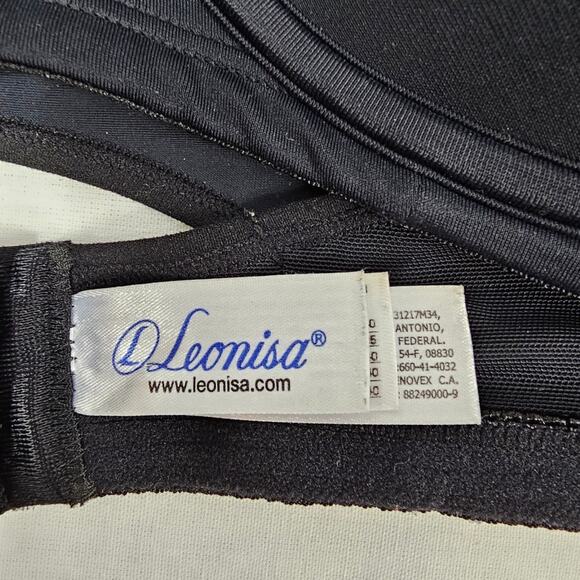 Leonisa®
www.leonisa.com
31217M34,
ANTONIO,
FEDERAL.
54-F, 08830
:660-41-4032
ENOVEX C.A.
: 88249000-9